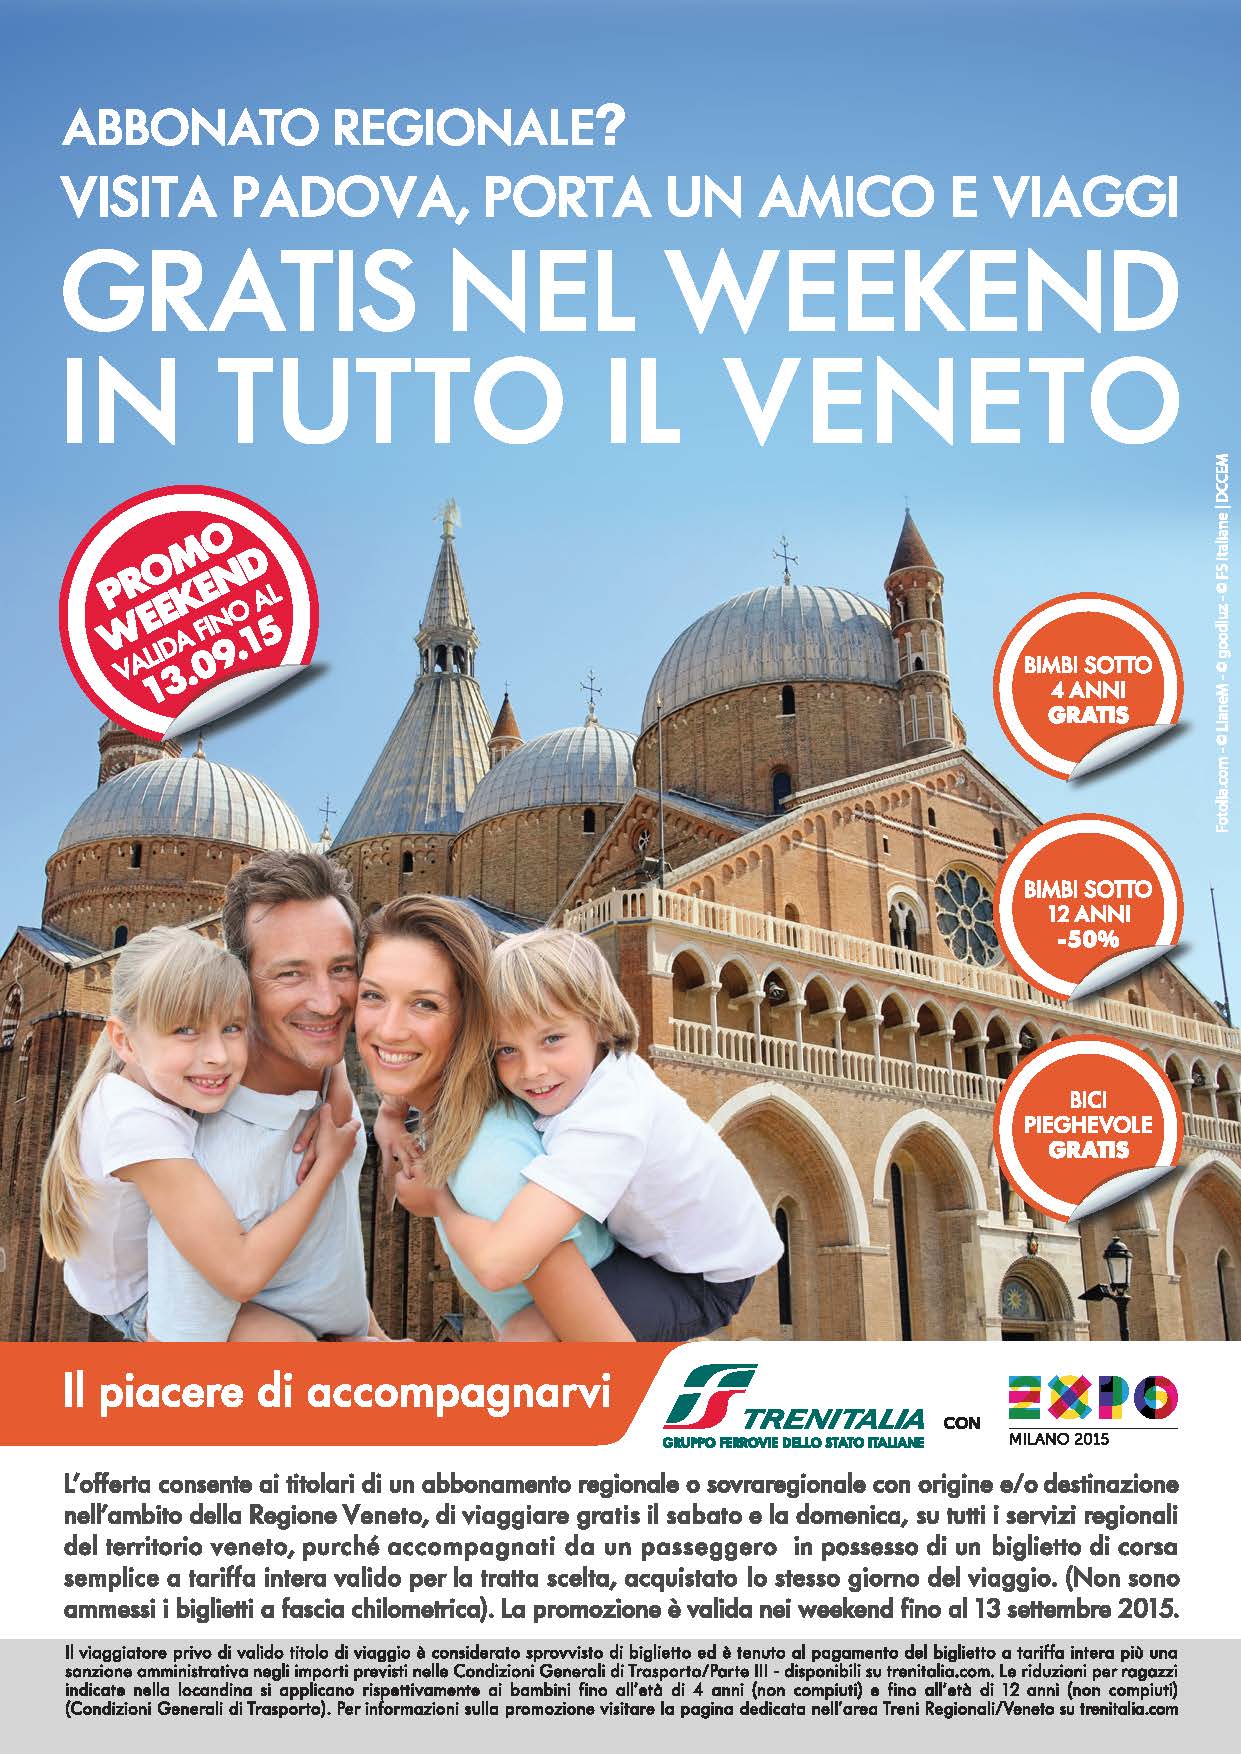 ABBONATO REGIONALE?
VISITA PADOVA, PORTA UN AMICO E VIAGGI
GRATIS NEL WEEKEND
IN TUTTO IL VENETO
PROMO
WEEKEND
VALIDA FINO AL
13.09.15
BIMBI SOTTO
4 ANNI
GRATIS
BIMBI SOTTO
12 ANNI
-50%
BICI
PIEGHEVOLE
GRATIS
Fotolia.com - © LianeM - © goodluz - © FS Italiane | DCCEM
Il piacere di accompagnarvi
TRENITALIA
GRUPPO FERROVIE DELLO STATO ITALIANE
CON
EXPO
MILANO 2015
L'offerta consente ai titolari di un abbonamento regionale o sovraregionale con origine e/o destinazione
nell'ambito della Regione Veneto, di viaggiare gratis il sabato e la domenica, su tutti i servizi regionali
del territorio veneto, purché accompagnati da un passeggero in possesso di un biglietto di corsa
semplice a tariffa intera valido per la tratta scelta, acquistato lo stesso giorno del viaggio. (Non sono
ammessi i biglietti a fascia chilometrica). La promozione è valida nei weekend fino al 13 settembre 2015.
Il viaggiatore privo di valido titolo di viaggio è considerato sprovvisto di biglietto ed è tenuto al pagamento del biglietto a tariffa intera più una
sanzione amministrativa negli importi previsti nelle Condizioni Generali di Trasporto/Parte III - disponibili su trenitalia.com. Le riduzioni per ragazzi
indicate nella locandina si applicano rispettivamente ai bambini fino all'età di 4 anni (non compiuti) e fino all'età di 12 anni (non compiuti)
(Condizioni Generali di Trasporto). Per informazioni sulla promozione visitare la pagina dedicata nell'area Treni Regionali/Veneto su trenitalia.com